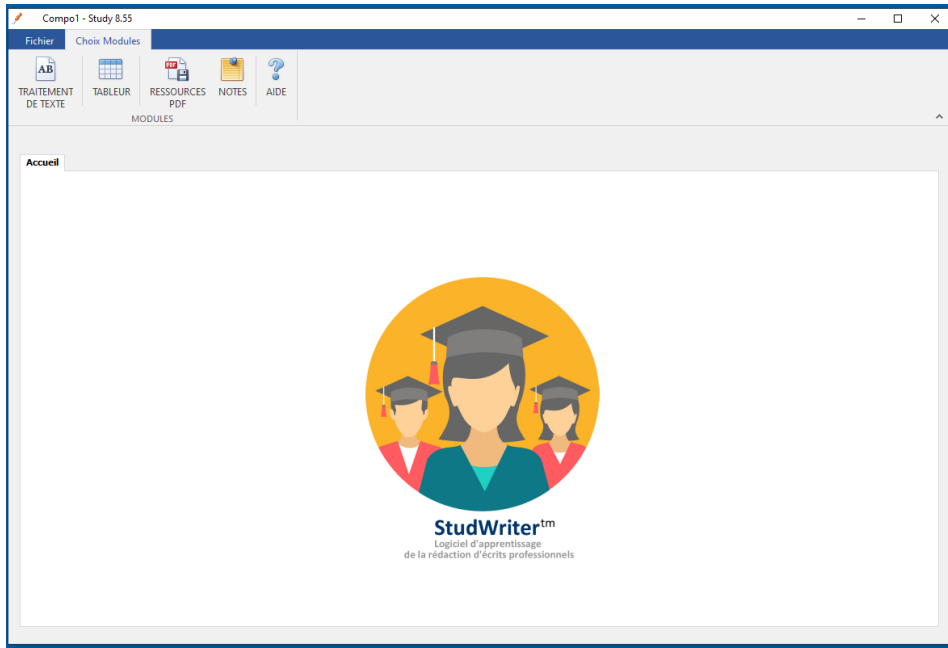 Compo1 - Study 8.55
Fichier Choix Modules
AB PDF
TRAITEMENT TABLEUR RESSOURCES NOTES AIDE
DE TEXTE PDF
MODULES
Accueil
StudWriter™
Logiciel d'apprentissage
de la rédaction d'écrits professionnels